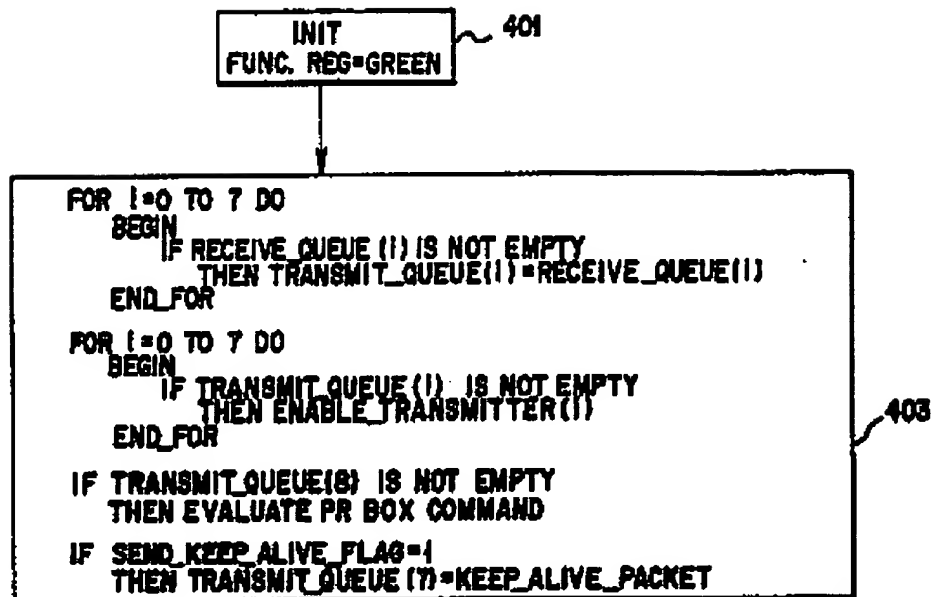 INIT
FUNC. REG=GREEN
401
FOR I=0 TO 7 DO
BEGIN
IF RECEIVE_QUEUE (I) IS NOT EMPTY
THEN TRANSMIT_QUEUE(I)=RECEIVE_QUEUE(I)
END_FOR
FOR I=0 TO 7 DO
BEGIN
IF TRANSMIT_QUEUE (I) IS NOT EMPTY
THEN ENABLE_TRANSMITTER(I)
END_FOR
403
IF TRANSMIT_QUEUE(8) IS NOT EMPTY
THEN EVALUATE PR BOX COMMAND
IF SEND_KEEP_ALIVE_FLAG=1
THEN TRANSMIT_QUEUE (7)=KEEP_ALIVE_PACKET